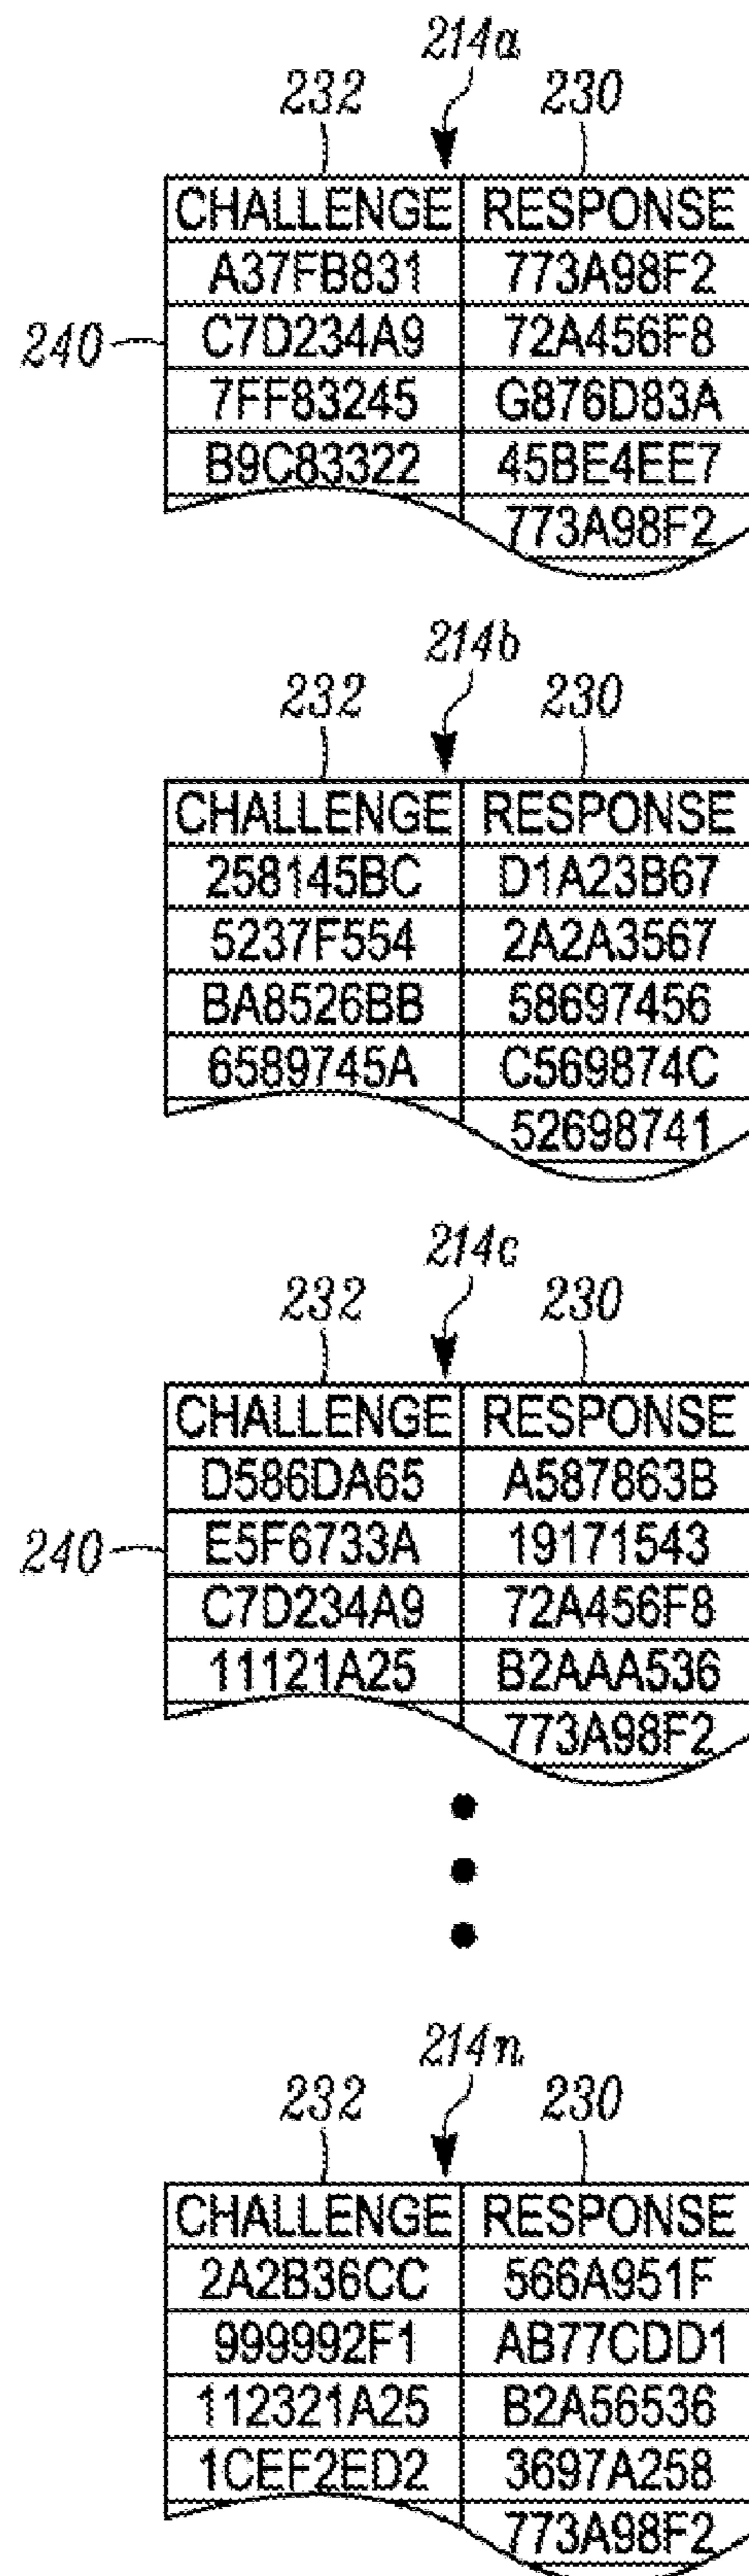 214a
232 230
CHALLENGE RESPONSE
A37FB831 773A98F2
240 C7D234A9 72A456F8
7FF83245 G876D83A
B9C83322 45BE4EE7
773A98F2
214b
232 230
CHALLENGE RESPONSE
258145BC D1A23B67
5237F554 2A2A3567
BA8526BB 58697456
6589745A C569874C
52698741
214c
232 230
CHALLENGE RESPONSE
D586DA65 A587863B
240 E5F6733A 19171543
C7D234A9 72A456F8
11121A25 B2AAA536
773A98F2
214n
232 230
CHALLENGE RESPONSE
2A2B36CC 566A951F
999992F1 AB77CDD1
112321A25 B2A56536
1CEF2ED2 3697A258
773A98F2